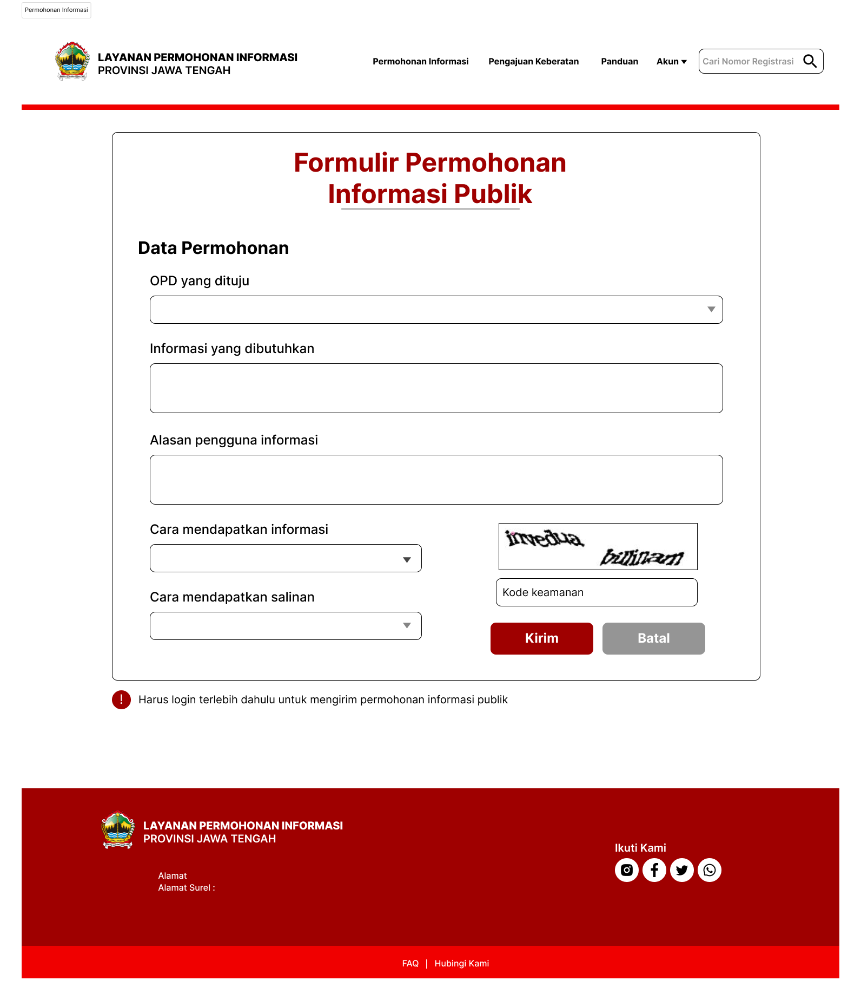 Permohonan Informasi
LAYANAN PERMOHONAN INFORMASI
PROVINSI JAWA TENGAH
Permohonan Informasi
Pengajuan Keberatan
Panduan
Akun
Cari Nomor Registrasi
Formulir Permohonan
Informasi Publik
Data Permohonan
OPD yang dituju
Informasi yang dibutuhkan
Alasan pengguna informasi
Cara mendapatkan informasi
Cara mendapatkan salinan
Kode keamanan
Kirim
Batal
! Harus login terlebih dahulu untuk mengirim permohonan informasi publik
LAYANAN PERMOHONAN INFORMASI
PROVINSI JAWA TENGAH
Alamat
Alamat Surel :
Ikuti Kami
FAQ | Hubingi Kami